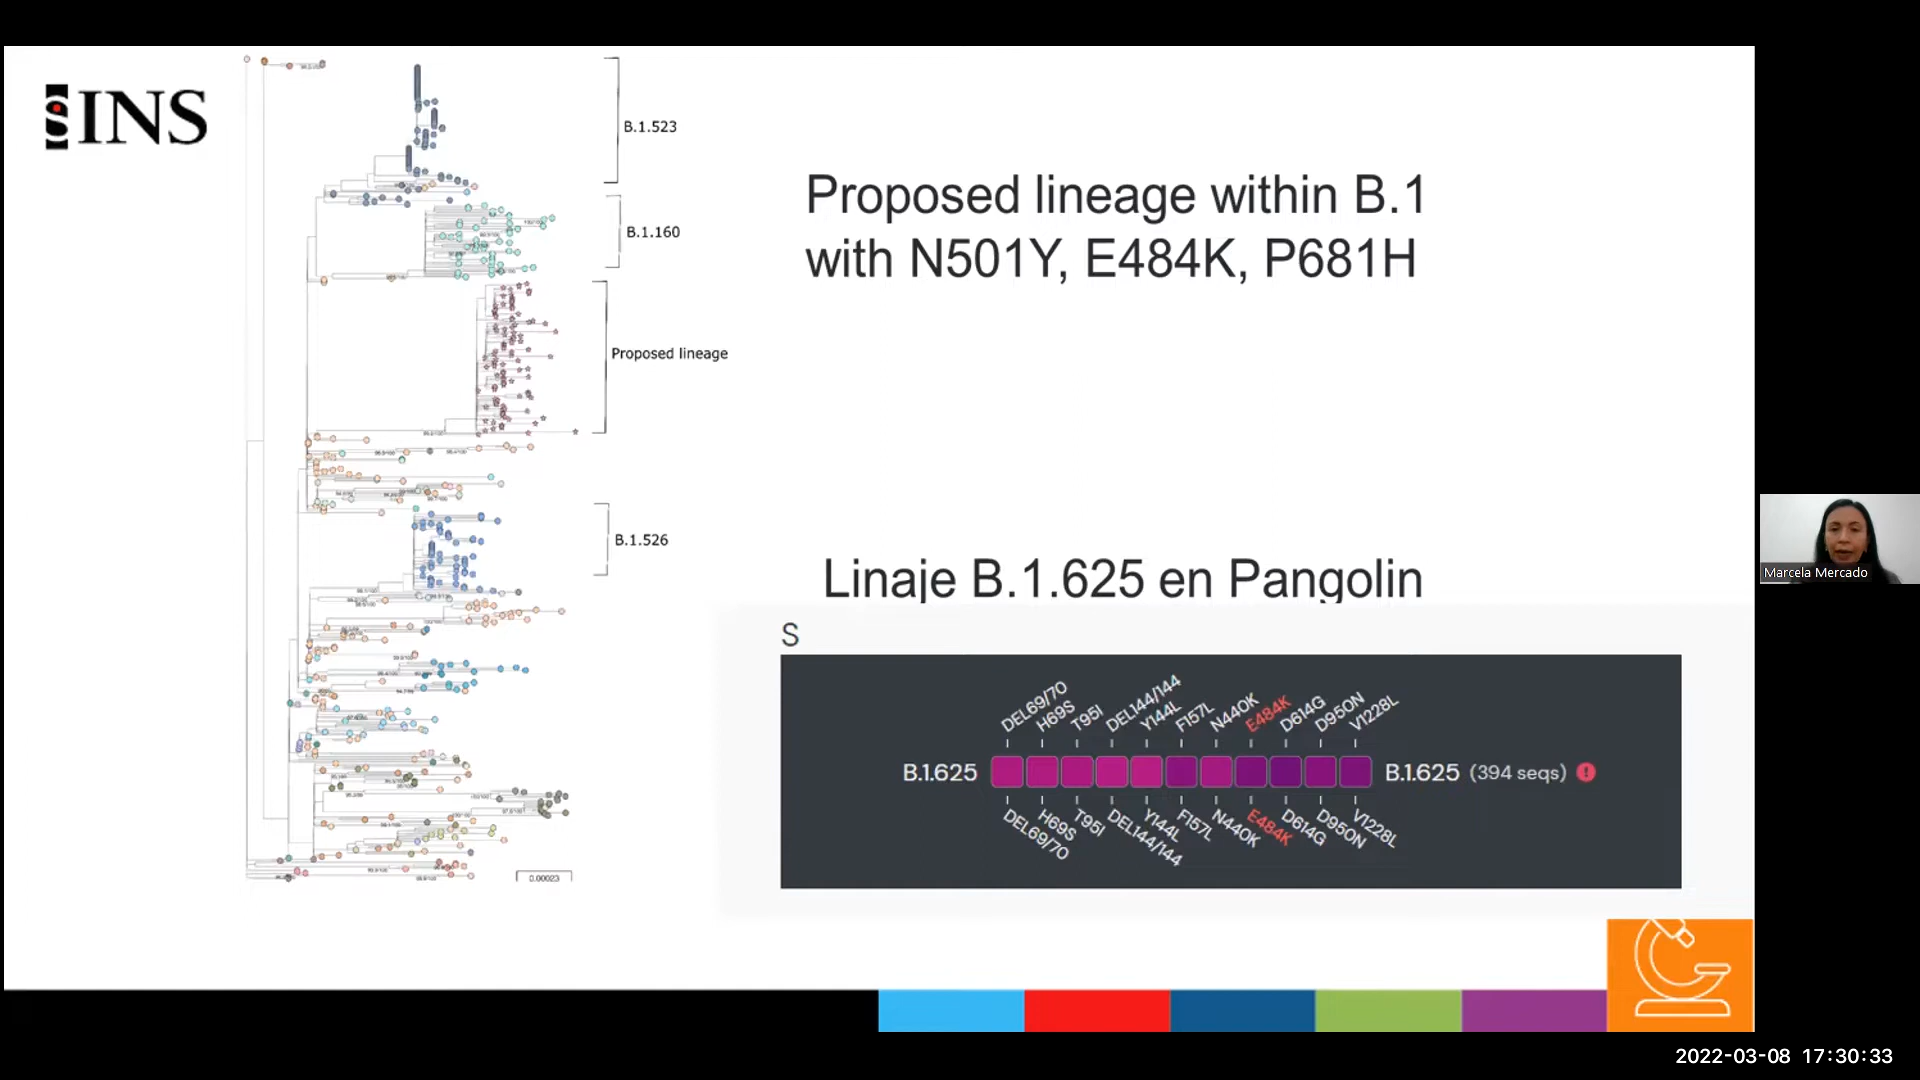 INS
B.1.523
B.1.160
Proposed lineage
B.1.526
0.00023
Proposed lineage within B.1
with N501Y, E484K, P681H
Linaje B.1.625 en Pangolin
S
DEL69/70 H69S T95I DEL144/144 Y144L F157L N440K E484K D614G D950N V1228L
B.1.625 B.1.625 (394 seqs) !
DEL69/70 H69S T95I DEL144/144 Y144L F157L N440K E484K D614G D950N V1228L
Marcela Mercado
2022-03-08 17:30:33